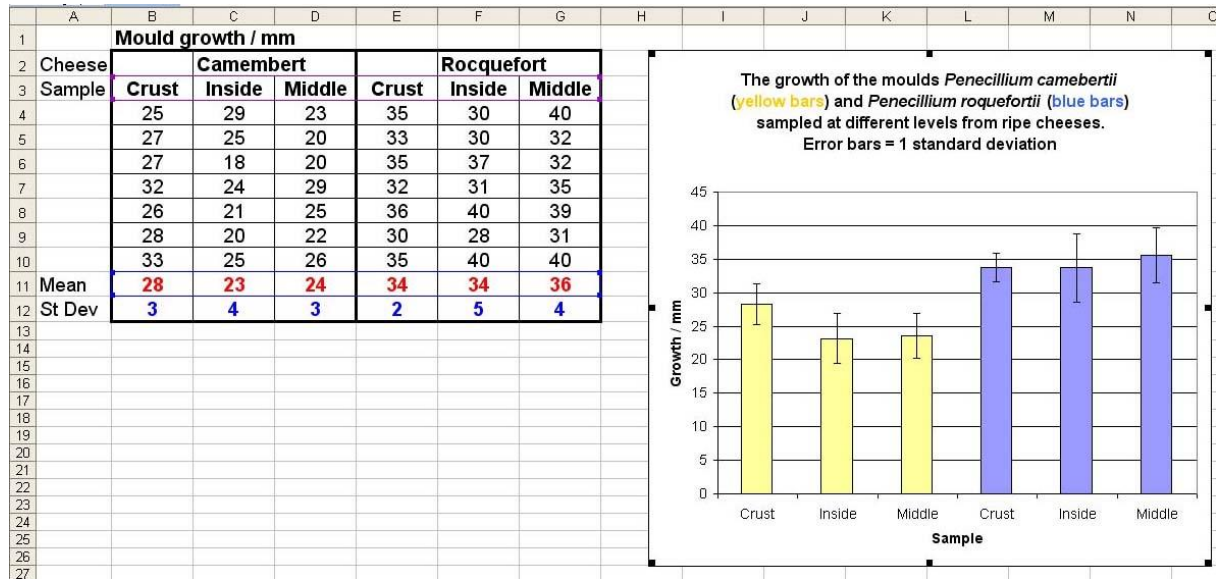 A B C D E F G H I J K L M N
1 Mould growth / mm
2 Cheese Camembert Rocquefort
3 Sample Crust Inside Middle Crust Inside Middle
4 25 29 23 35 30 40
5 27 25 20 33 30 32
6 27 18 20 35 37 32
7 32 24 29 32 31 35
8 26 21 25 36 40 39
9 28 20 22 30 28 31
10 33 25 26 35 40 40
11 Mean 28 23 24 34 34 36
12 St Dev 3 4 3 2 5 4
13
14
15
16
17
18
19
20
21
22
23
24
25
26
27
The growth of the moulds Penecillium camebertii
(yellow bars) and Penecillium roquefortii (blue bars)
sampled at different levels from ripe cheeses.
Error bars = 1 standard deviation
45
40
35
30
25
20
15
10
5
0
Growth / mm
Crust Inside Middle Crust Inside Middle
Sample